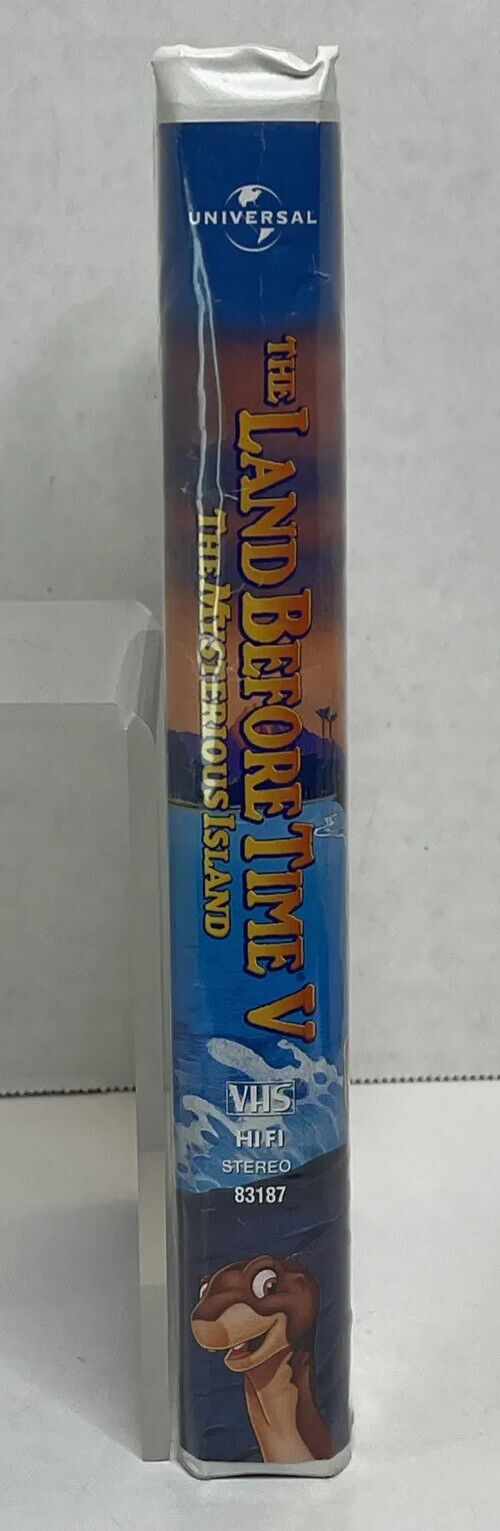 UNIVERSAL
THE LAND BEFORE TIME® V
THE MYSTERIOUS ISLAND
VHS
HI FI
STEREO
83187